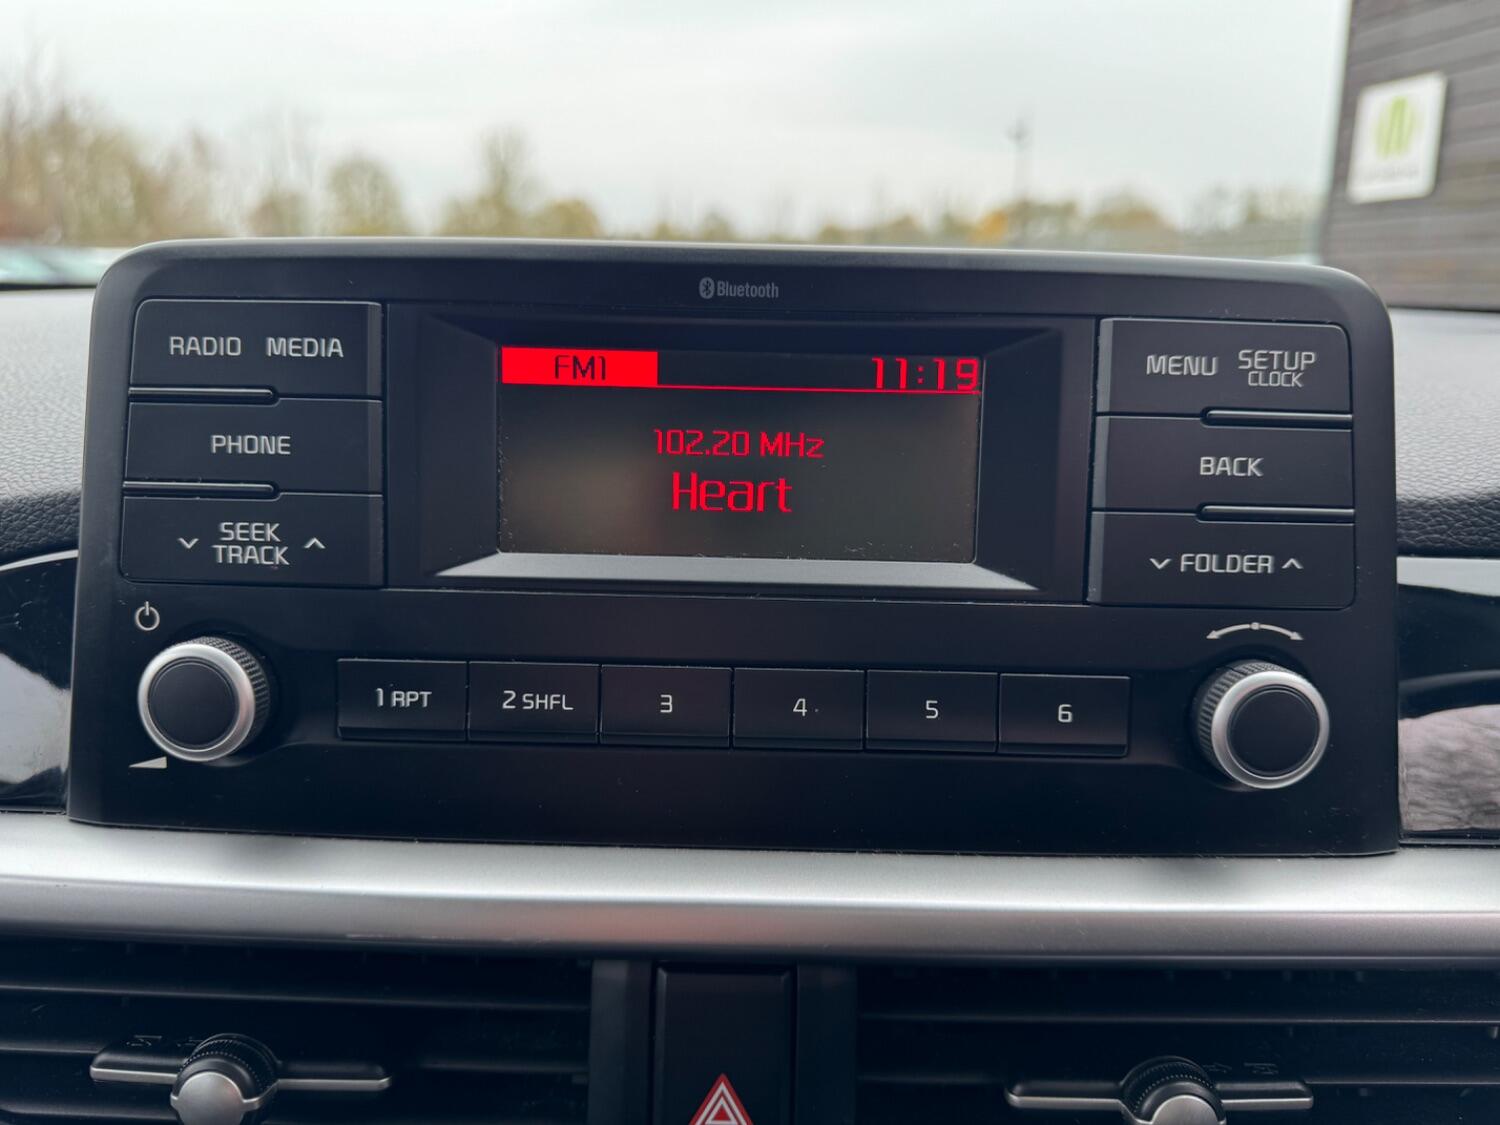 Bluetooth
RADIO MEDIA
PHONE
SEEK
TRACK
FM1 11:19
102.20 MHz
Heart
MENU SETUP
CLOCK
BACK
FOLDER
1 RPT 2 SHFL 3 4 5 6